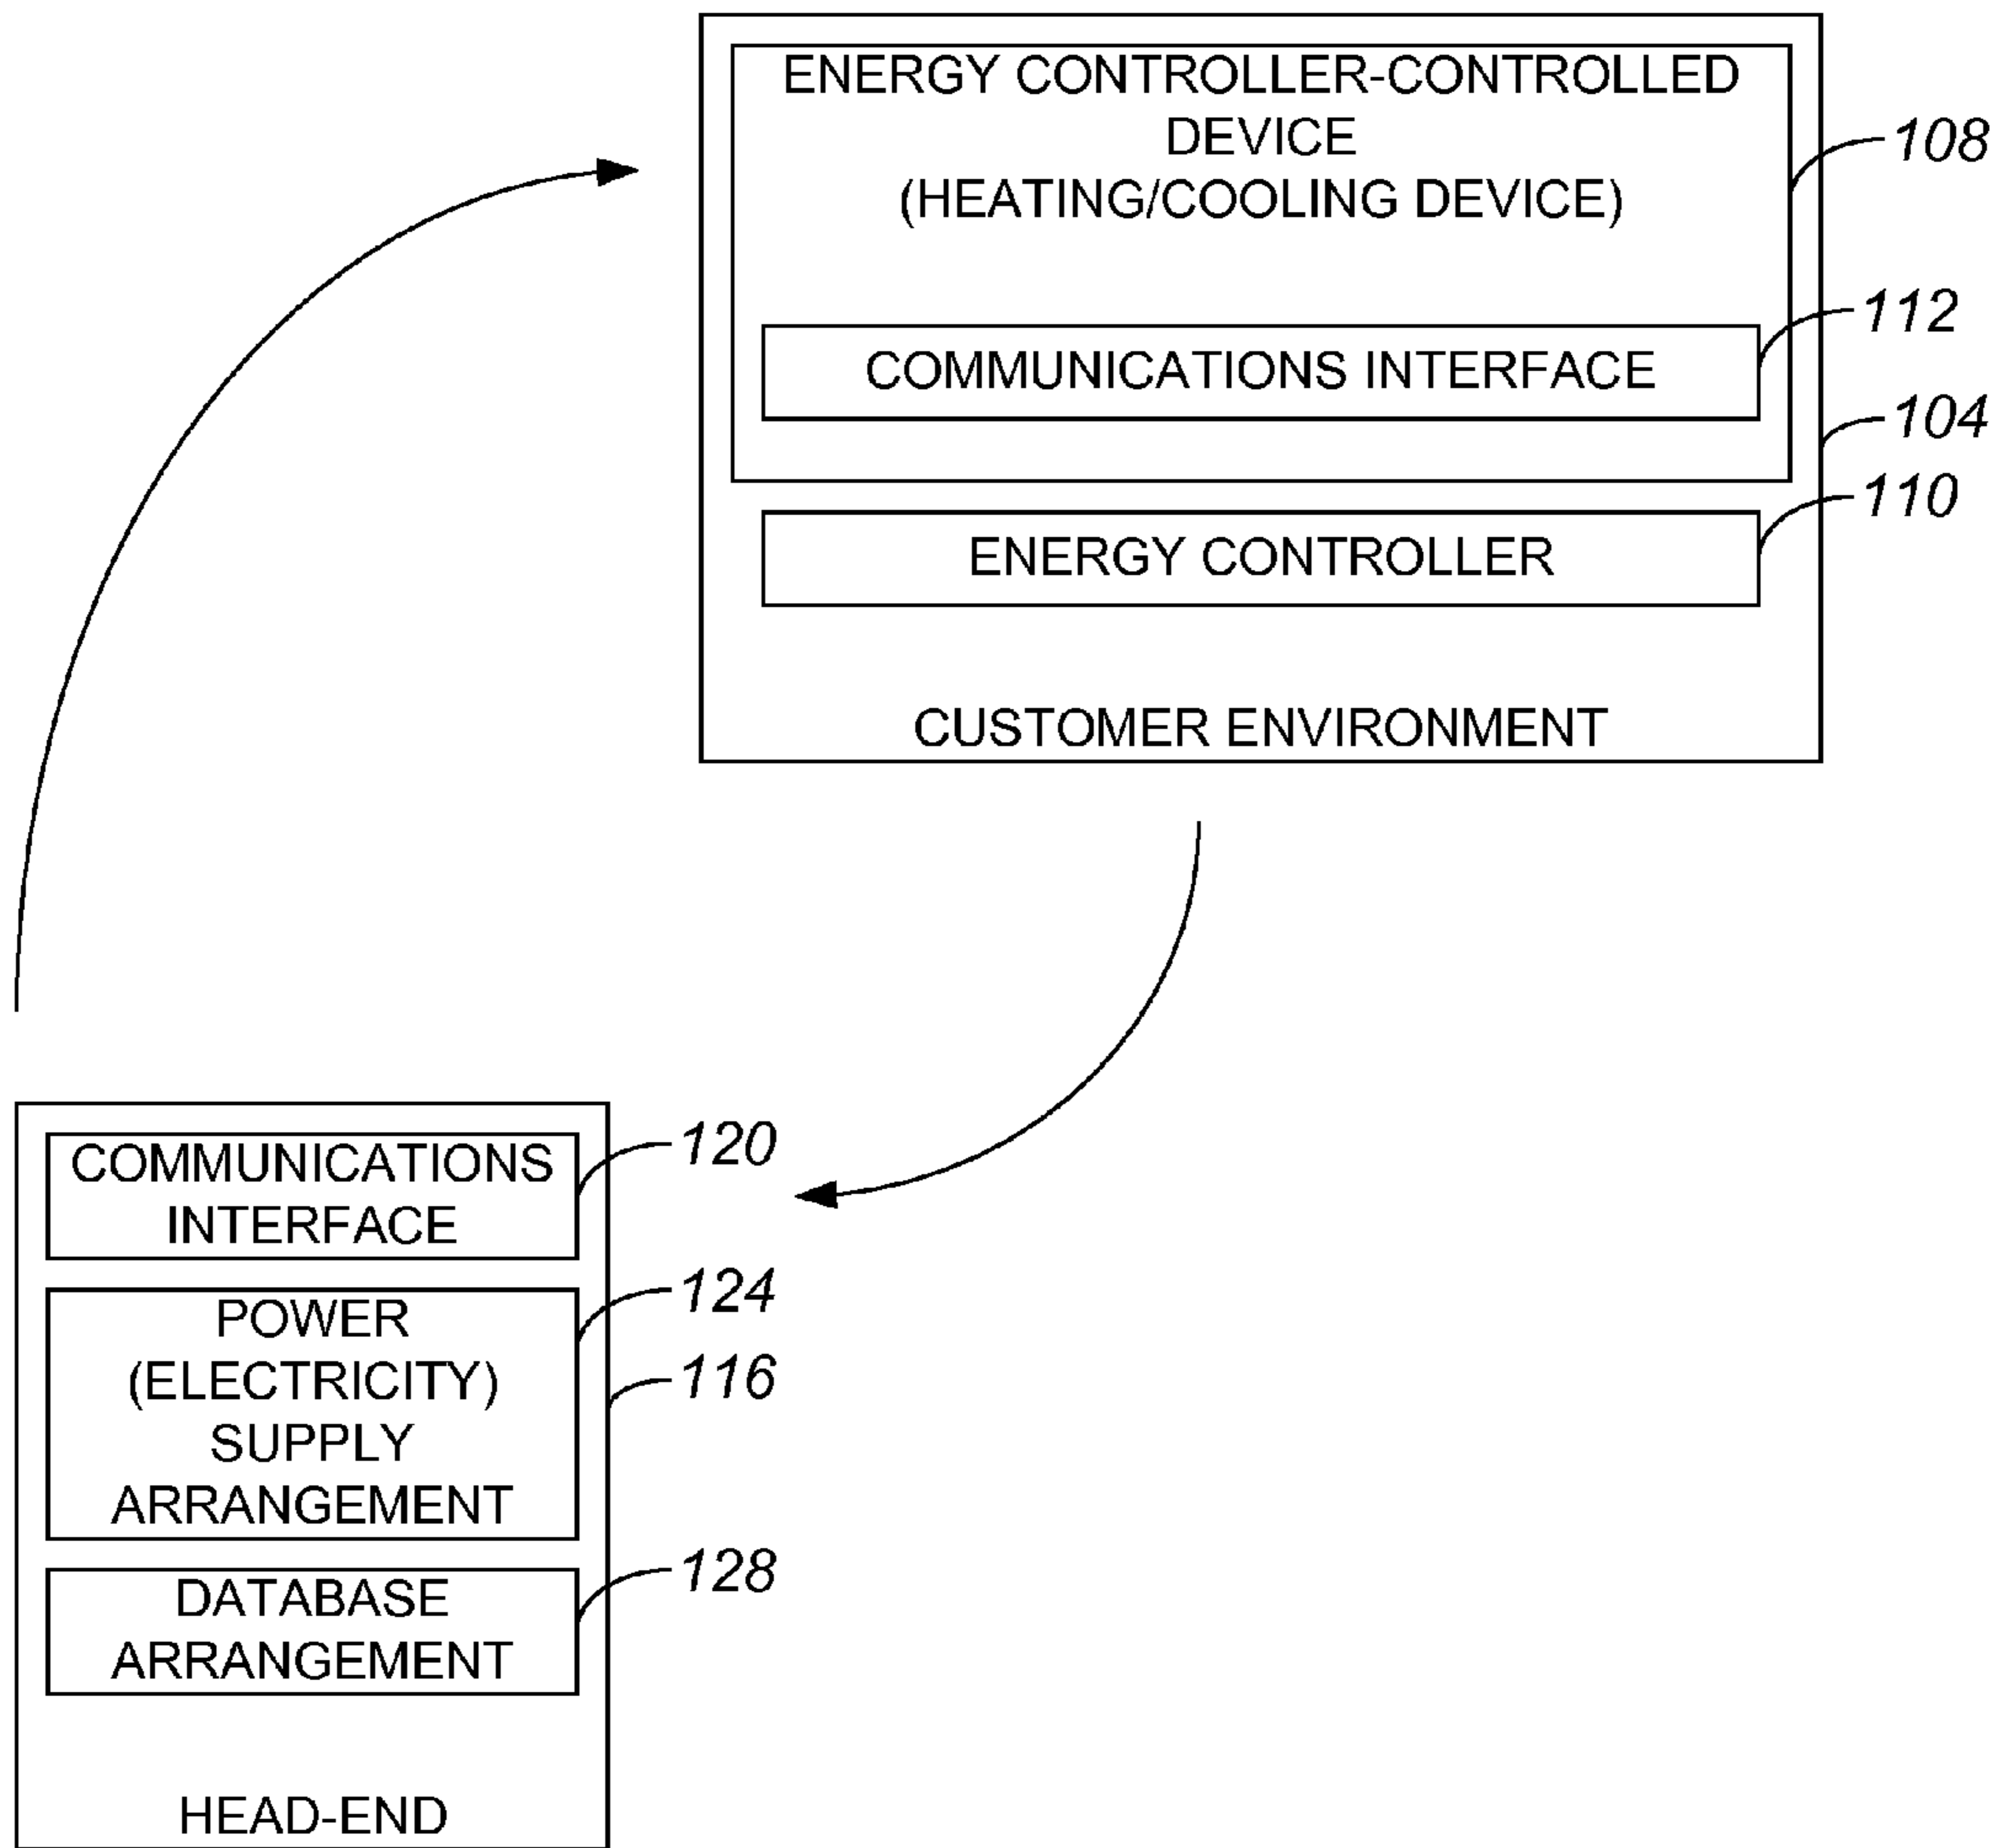 ENERGY CONTROLLER-CONTROLLED
DEVICE
(HEATING/COOLING DEVICE)
108
112
COMMUNICATIONS INTERFACE
104
110
ENERGY CONTROLLER
CUSTOMER ENVIRONMENT
120
COMMUNICATIONS
INTERFACE
124
POWER
(ELECTRICITY)
116
SUPPLY
ARRANGEMENT
128
DATABASE
ARRANGEMENT
HEAD-END